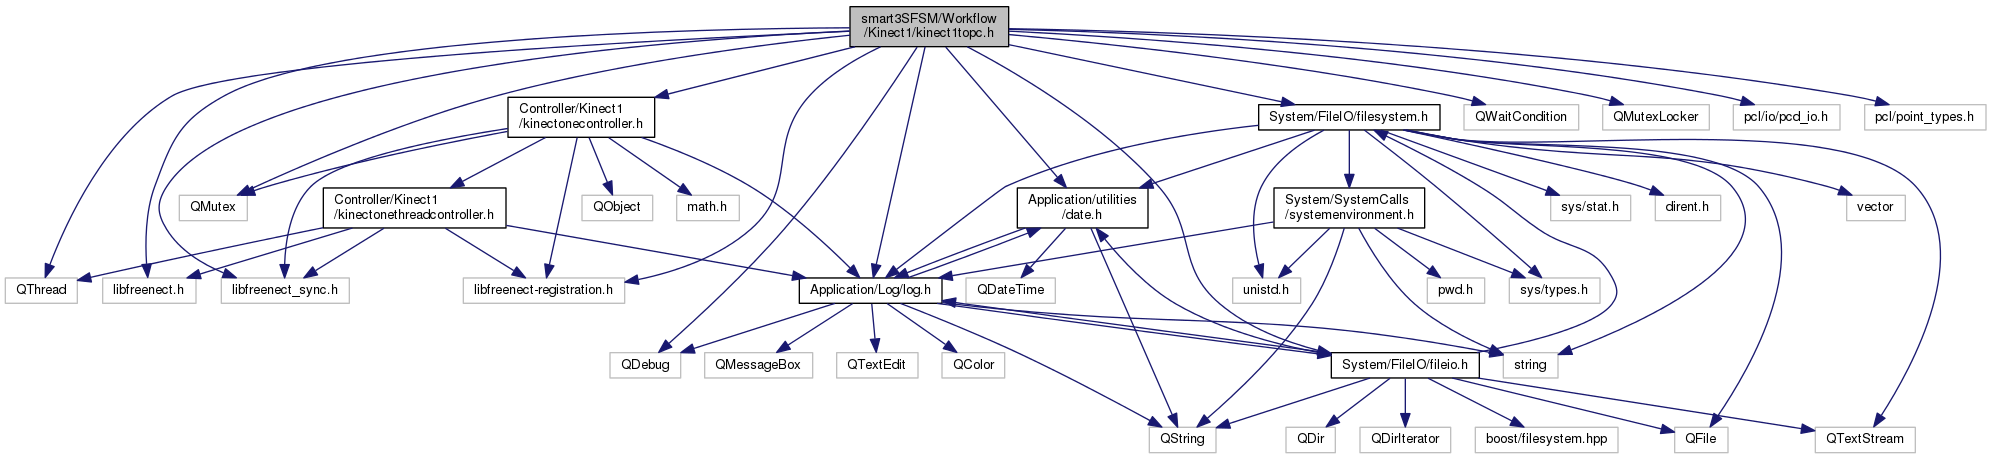 smart3SFSM/Workflow
/Kinect1/kinect1topc.h
Controller/Kinect1
/kinectonecontroller.h
System/FileIO/filesystem.h
QWaitCondition
QMutexLocker
pcl/io/pcd_io.h
pcl/point_types.h
QMutex
Controller/Kinect1
/kinectonethreadcontroller.h
QObject
math.h
Application/utilities
/date.h
System/SystemCalls
/systemenvironment.h
sys/stat.h
dirent.h
vector
QThread
libfreenect.h
libfreenect_sync.h
libfreenect-registration.h
Application/Log/log.h
QDateTime
unistd.h
pwd.h
sys/types.h
QDebug
QMessageBox
QTextEdit
QColor
System/FileIO/fileio.h
string
QString
QDir
QDirIterator
boost/filesystem.hpp
QFile
QTextStream